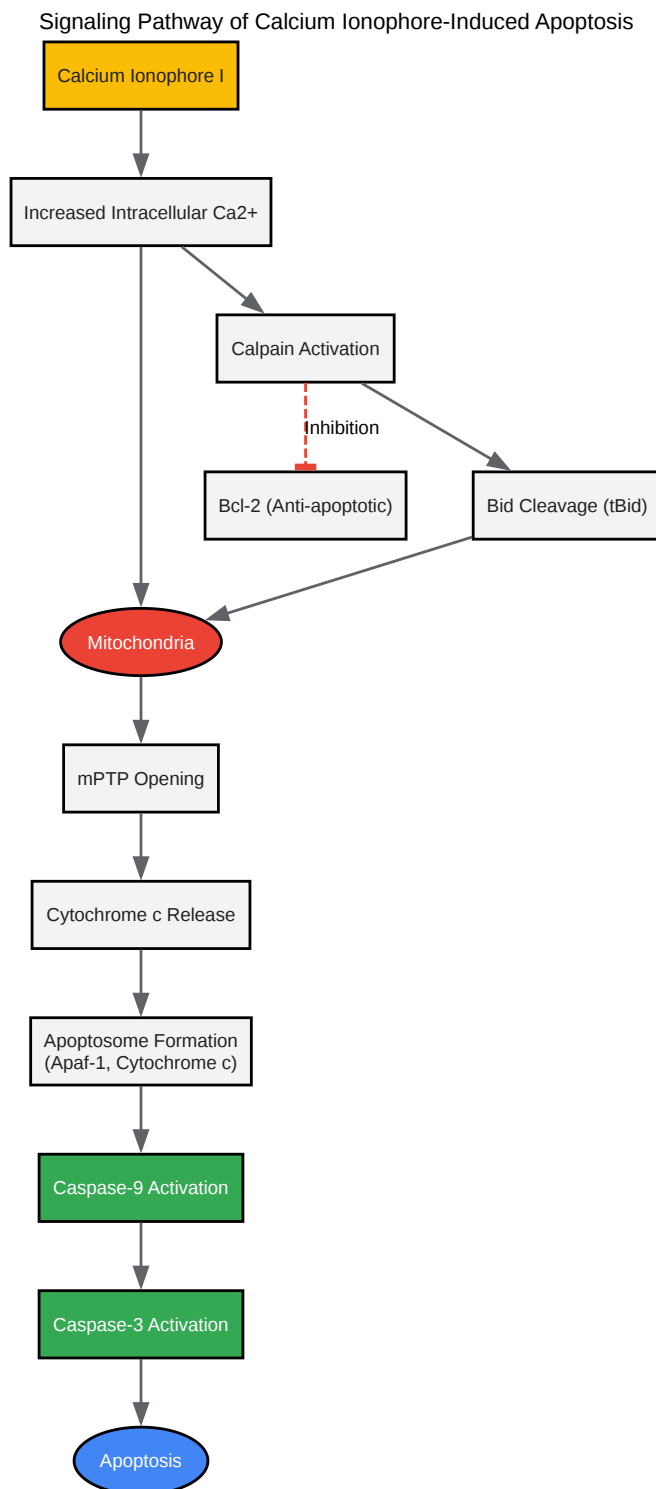 Signaling Pathway of Calcium Ionophore-Induced Apoptosis
Calcium Ionophore I
Increased Intracellular Ca2+
Calpain Activation
Inhibition
Bcl-2 (Anti-apoptotic)
Bid Cleavage (tBid)
Mitochondria
mPTP Opening
Cytochrome c Release
Apoptosome Formation
(Apaf-1, Cytochrome c)
Caspase-9 Activation
Caspase-3 Activation
Apoptosis